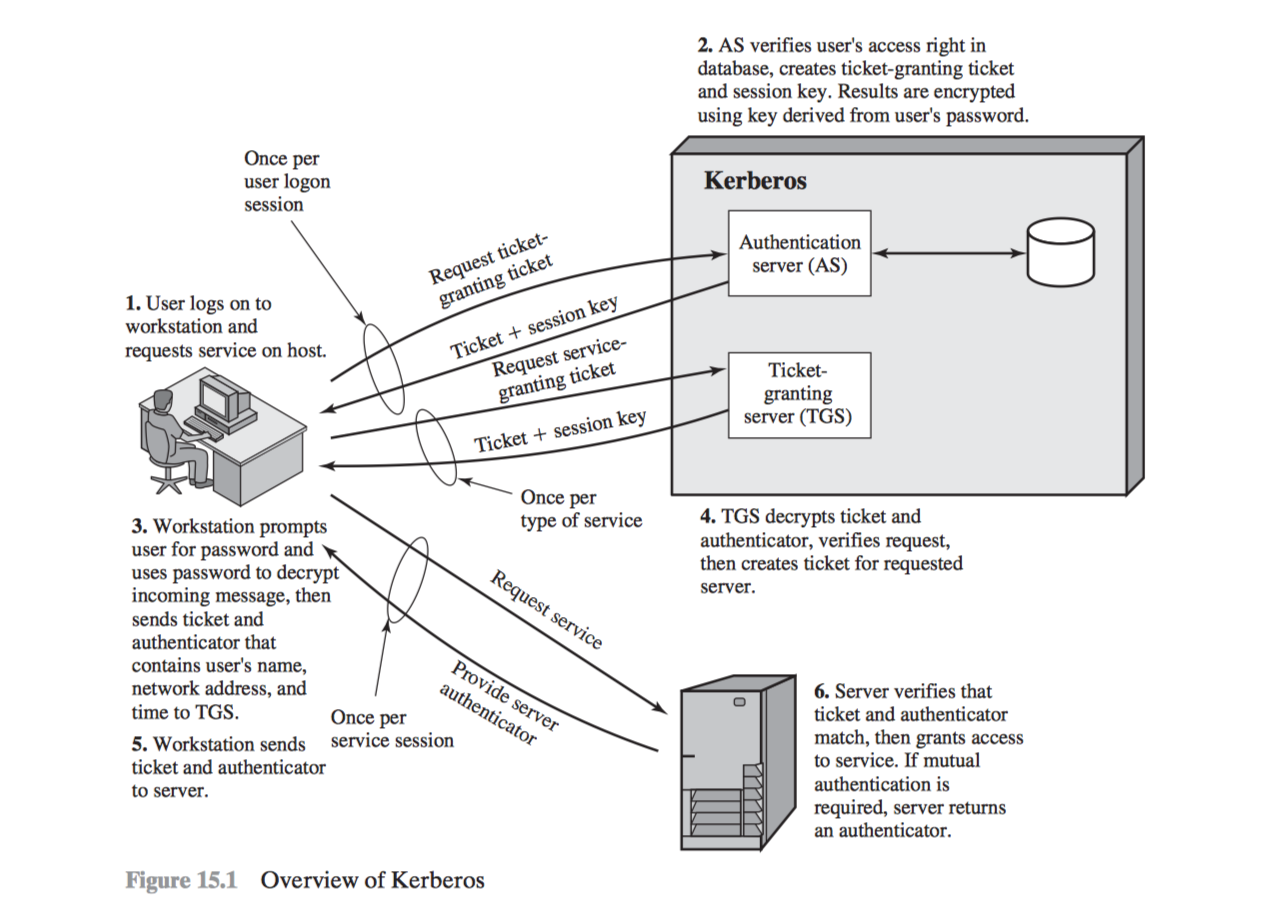 2. AS verifies user's access right in
database, creates ticket-granting ticket
and session key. Results are encrypted
using key derived from user's password.
Once per
user logon
session
Kerberos
Request ticket-
granting ticket
Authentication
server (AS)
1. User logs on to
workstation and
requests service on host.
Ticket + session key
Request service-
granting ticket
Ticket-
granting
server (TGS)
Ticket + session key
Once per
type of service
3. Workstation prompts
user for password and
uses password to decrypt
incoming message, then
sends ticket and
authenticator that
contains user's name,
network address, and
time to TGS.
4. TGS decrypts ticket and
authenticator, verifies request,
then creates ticket for requested
server.
Request service
Provide server
authenticator
Once per
service session
5. Workstation sends
ticket and authenticator
to server.
6. Server verifies that
ticket and authenticator
match, then grants access
to service. If mutual
authentication is
required, server returns
an authenticator.
Figure 15.1 Overview of Kerberos